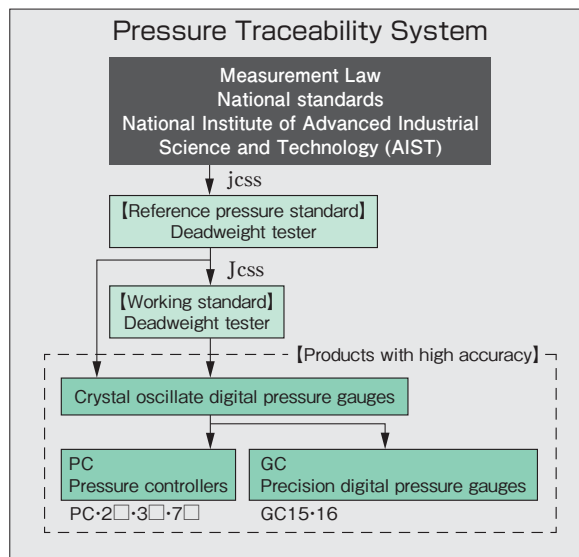 Pressure Traceability System
Measurement Law
National standards
National Institute of Advanced Industrial
Science and Technology (AIST)
jcss
【Reference pressure standard】
Deadweight tester
Jcss
【Working standard】
Deadweight tester
【Products with high accuracy】
Crystal oscillate digital pressure gauges
PC
Pressure controllers
GC
Precision digital pressure gauges
PC・2□・3□・7□
GC15・16